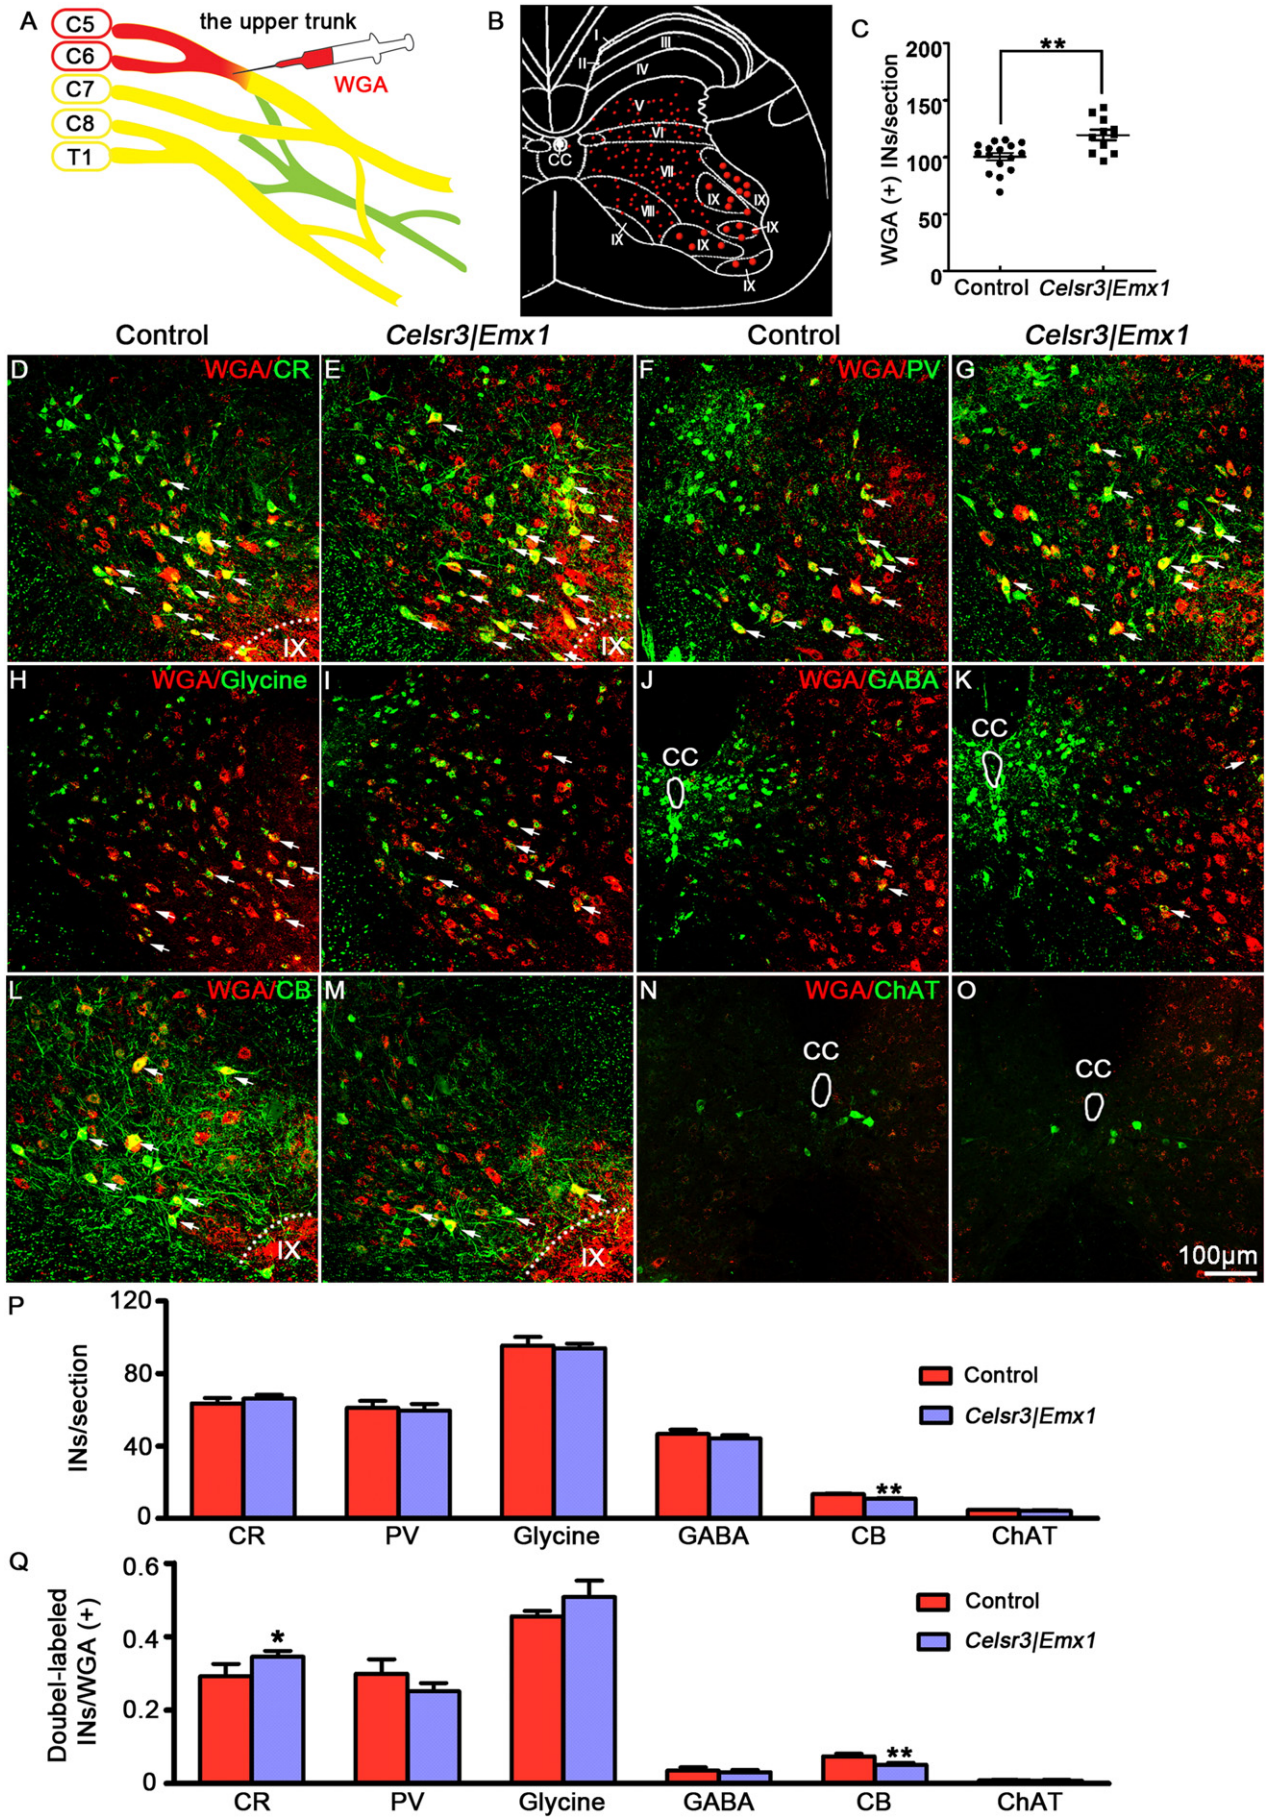 A
C5
C6
C7
C8
T1
the upper trunk
WGA
B
I
II
III
IV
V
VI
CC
VII
VIII
IX
IX
IX
IX
IX
IX
C
WGA (+) INs/section
200
150
100
50
0
**
Control Celsr3|Emx1
Control Celsr3|Emx1 Control Celsr3|Emx1
D WGA/CR
IX
E
IX
F WGA/PV
G
H WGA/Glycine
I
J WGA/GABA
CC
K
CC
L WGA/CB
IX
M
IX
N WGA/ChAT
CC
O
CC
100μm
P
INs/section
120
80
40
0
**
Control
Celsr3|Emx1
CR PV Glycine GABA CB ChAT
Q
Doubel-labeled
INs/WGA (+)
0.6
0.4
0.2
0
*
**
Control
Celsr3|Emx1
CR PV Glycine GABA CB ChAT